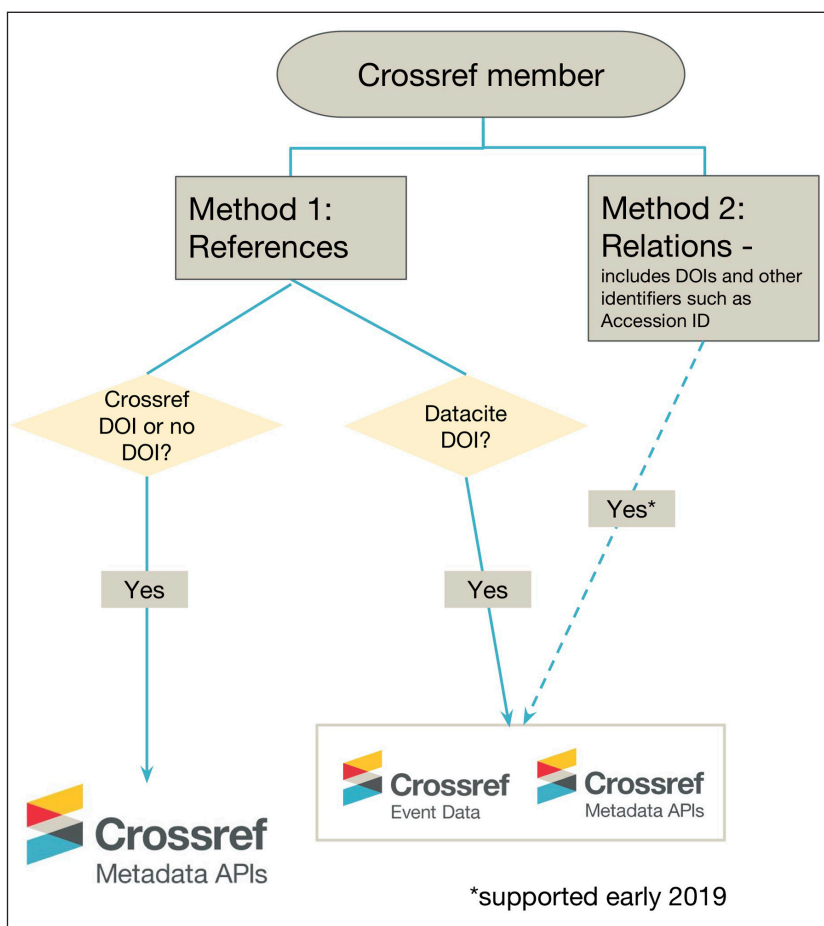 Crossref member
Method 1:
References
Method 2:
Relations -
includes DOIs and other
identifiers such as
Accession ID
Crossref
DOI or no
DOI?
Datacite
DOI?
Yes*
Yes
Yes
Crossref
Event Data
Crossref
Metadata APIs
Crossref
Metadata APIs
*supported early 2019